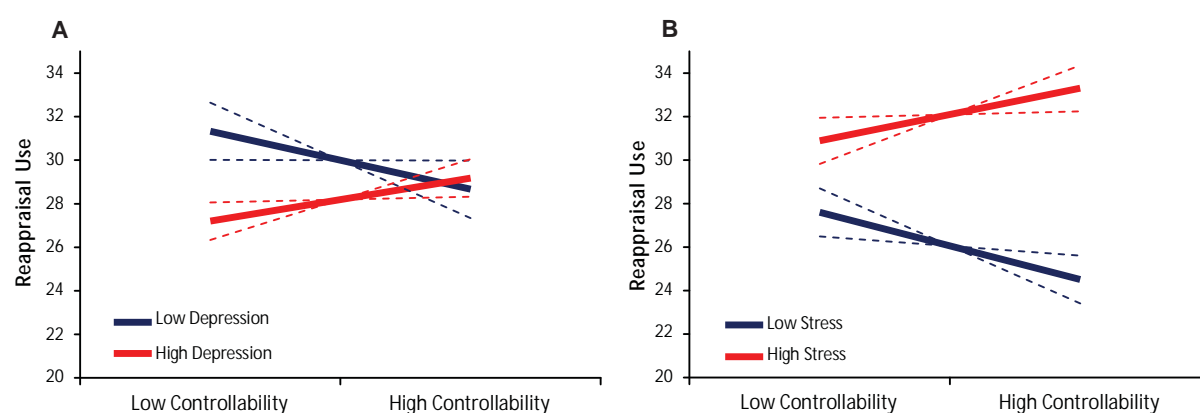 A
Reappraisal Use
34
32
30
28
26
24
22
20
Low Depression
High Depression
Low Controllability
High Controllability
B
Reappraisal Use
34
32
30
28
26
24
22
20
Low Stress
High Stress
Low Controllability
High Controllability